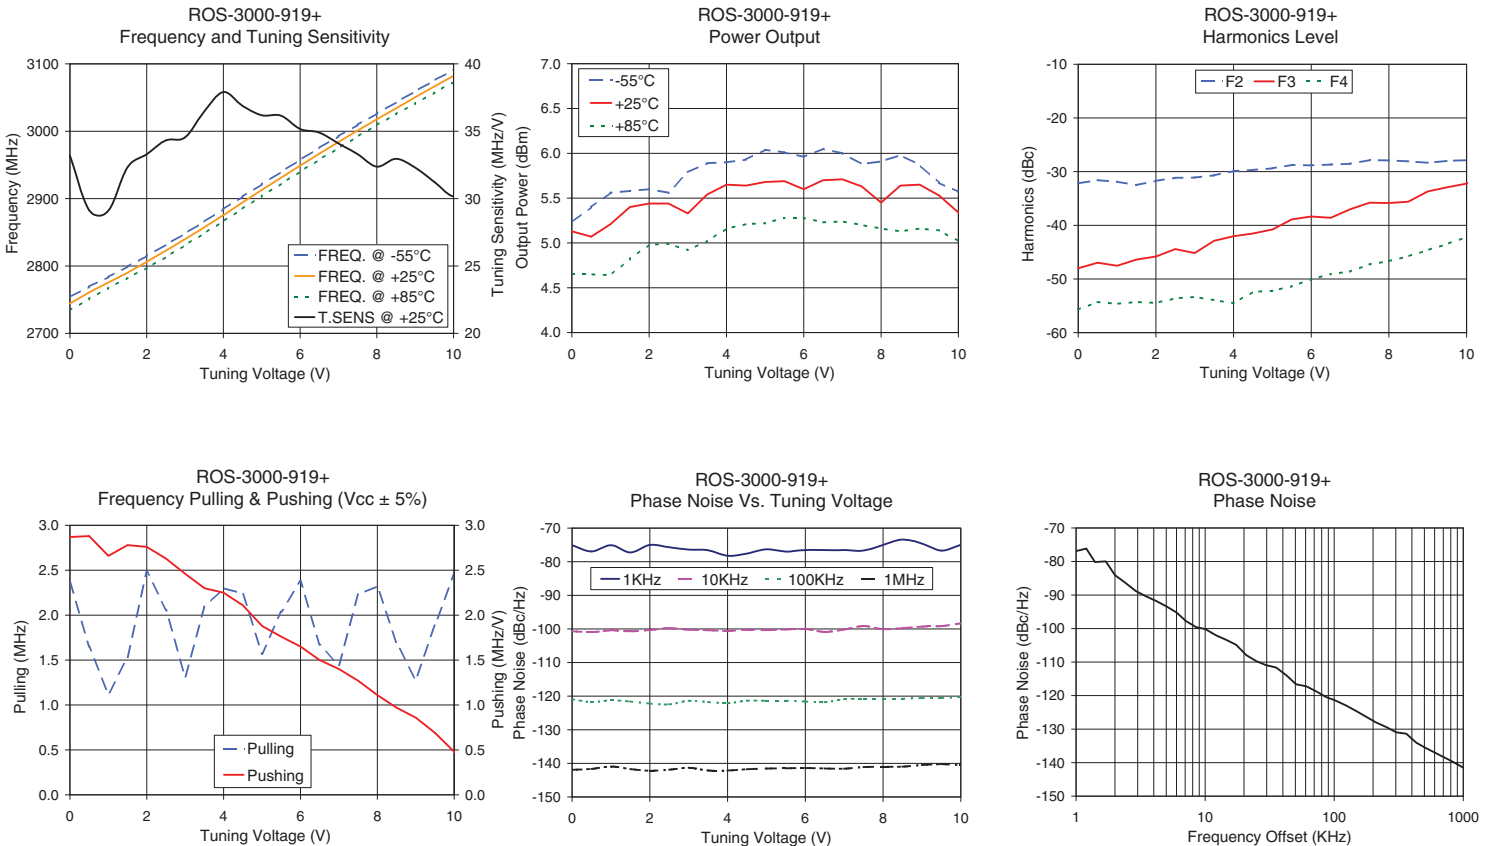 ROS-3000-919+
Frequency and Tuning Sensitivity
3100
3000
2900
2800
2700
Frequency (MHz)
40
35
30
25
20
Tuning Sensitivity (MHz/V)
FREQ. @ -55°C
FREQ. @ +25°C
FREQ. @ +85°C
T.SENS @ +25°C
0 2 4 6 8 10
Tuning Voltage (V)
ROS-3000-919+
Power Output
7.0
6.5
6.0
5.5
5.0
4.5
4.0
Output Power (dBm)
-55°C
+25°C
+85°C
0 2 4 6 8 10
Tuning Voltage (V)
ROS-3000-919+
Harmonics Level
-10
-20
-30
-40
-50
-60
Harmonics (dBc)
F2 F3 F4
0 2 4 6 8 10
Tuning Voltage (V)
ROS-3000-919+
Frequency Pulling & Pushing (Vcc ± 5%)
3.0
2.5
2.0
1.5
1.0
0.5
0.0
Pulling (MHz)
3.0
2.5
2.0
1.5
1.0
0.5
0.0
Pushing (MHz/V)
Pulling
Pushing
0 2 4 6 8 10
Tuning Voltage (V)
ROS-3000-919+
Phase Noise Vs. Tuning Voltage
-70
-80
-90
-100
-110
-120
-130
-140
-150
Phase Noise (dBc/Hz)
1KHz 10KHz 100KHz 1MHz
0 2 4 6 8 10
Tuning Voltage (V)
ROS-3000-919+
Phase Noise
-70
-80
-90
-100
-110
-120
-130
-140
-150
Phase Noise (dBc/Hz)
1 10 100 1000
Frequency Offset (KHz)